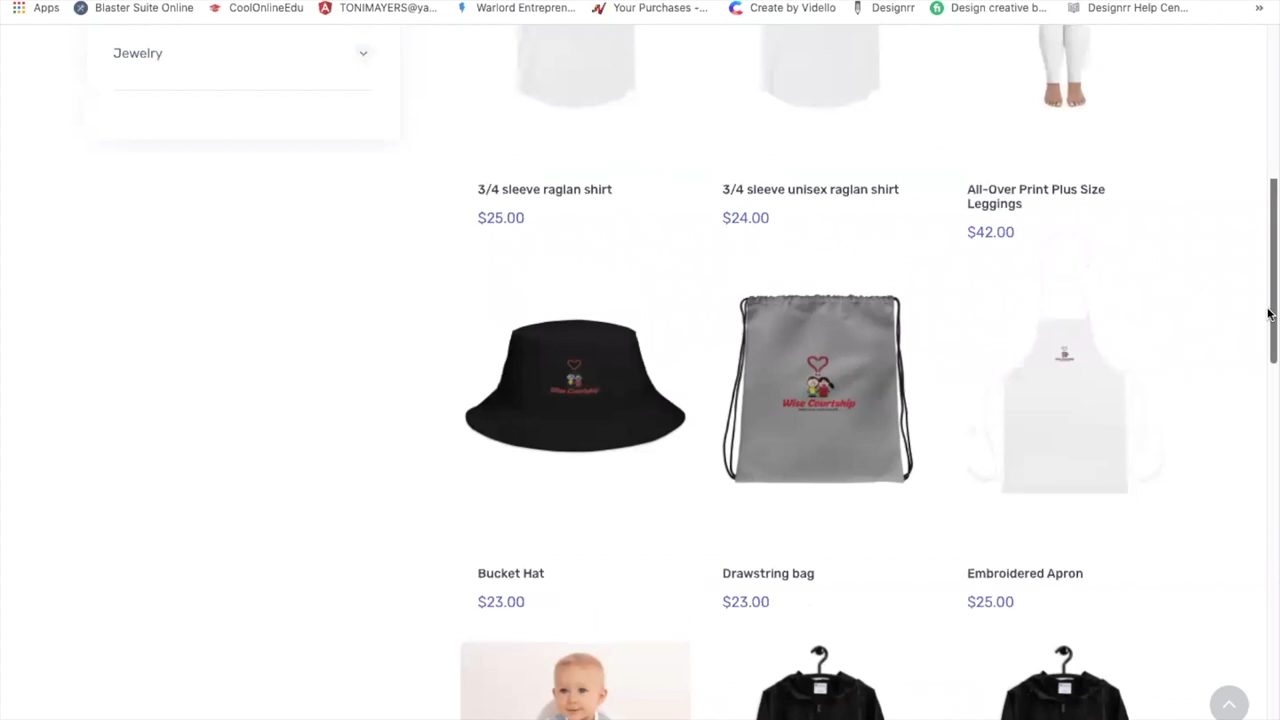 Apps
Blaster Suite Online
CoolOnlineEdu
TONIMAYERS@ya...
Warlord Entrepren...
Your Purchases -...
Create by Vidello
Designrr
Design creative b...
Designrr Help Cen...
»
Jewelry
3/4 sleeve raglan shirt
$25.00
3/4 sleeve unisex raglan shirt
$24.00
All-Over Print Plus Size
Leggings
$42.00
Wise Courtship
Wise Courtship
Bucket Hat
$23.00
Drawstring bag
$23.00
Embroidered Apron
$25.00